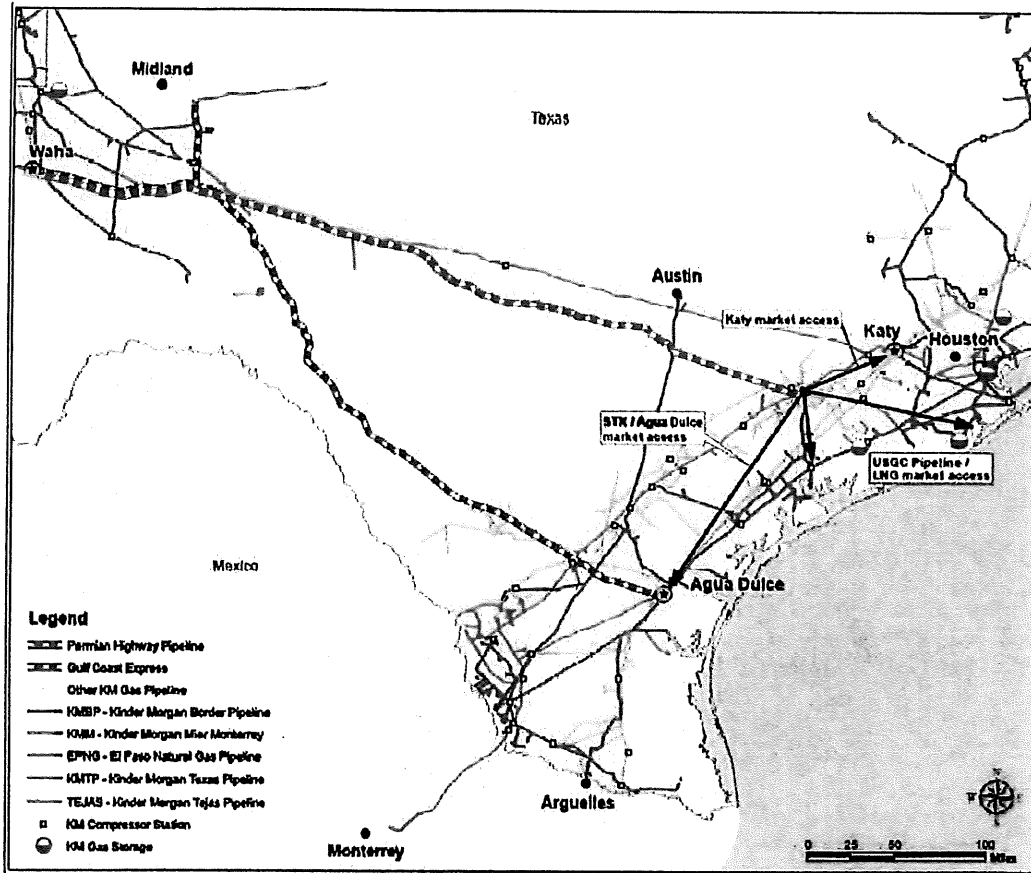 Midland
Texas
Waha
Austin
Katy market access
Katy
Houston
STX / Agua Dulce
market access
USGC Pipeline /
LNG market access
Mexico
Agua Dulce
Legend
Permian Highway Pipeline
Gulf Coast Express
Other KM Gas Pipeline
KMBP - Kinder Morgan Border Pipeline
KMM - Kinder Morgan Mier Monterrey
EPNG - El Paso Natural Gas Pipeline
KMTP - Kinder Morgan Texas Pipeline
TEJAS - Kinder Morgan Tejas Pipeline
KM Compressor Station
KM Gas Storage
Arguelles
Monterrey
N
W
E
S
0 25 50 100
Miles